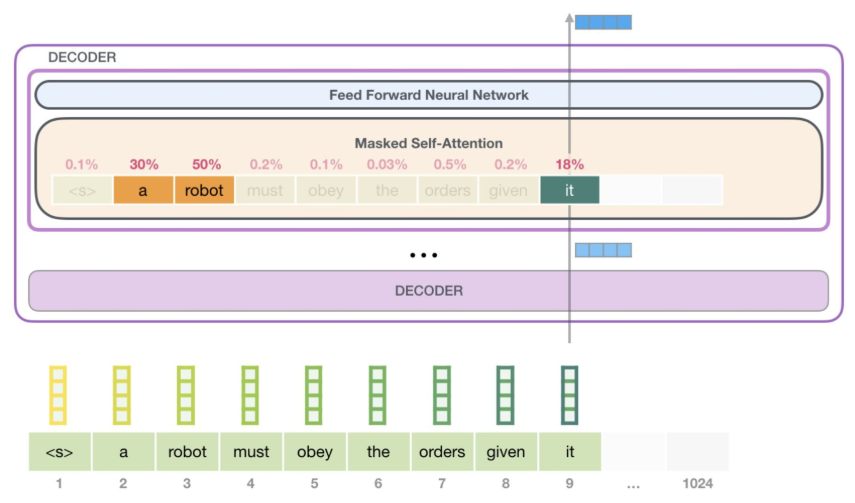 DECODER
Feed Forward Neural Network
Masked Self-Attention
0.1% 30% 50% 0.2% 0.1% 0.03% 0.5% 0.2% 18%
<s> a robot must obey the orders given it
...
DECODER
<s> a robot must obey the orders given it
1 2 3 4 5 6 7 8 9 ... 1024